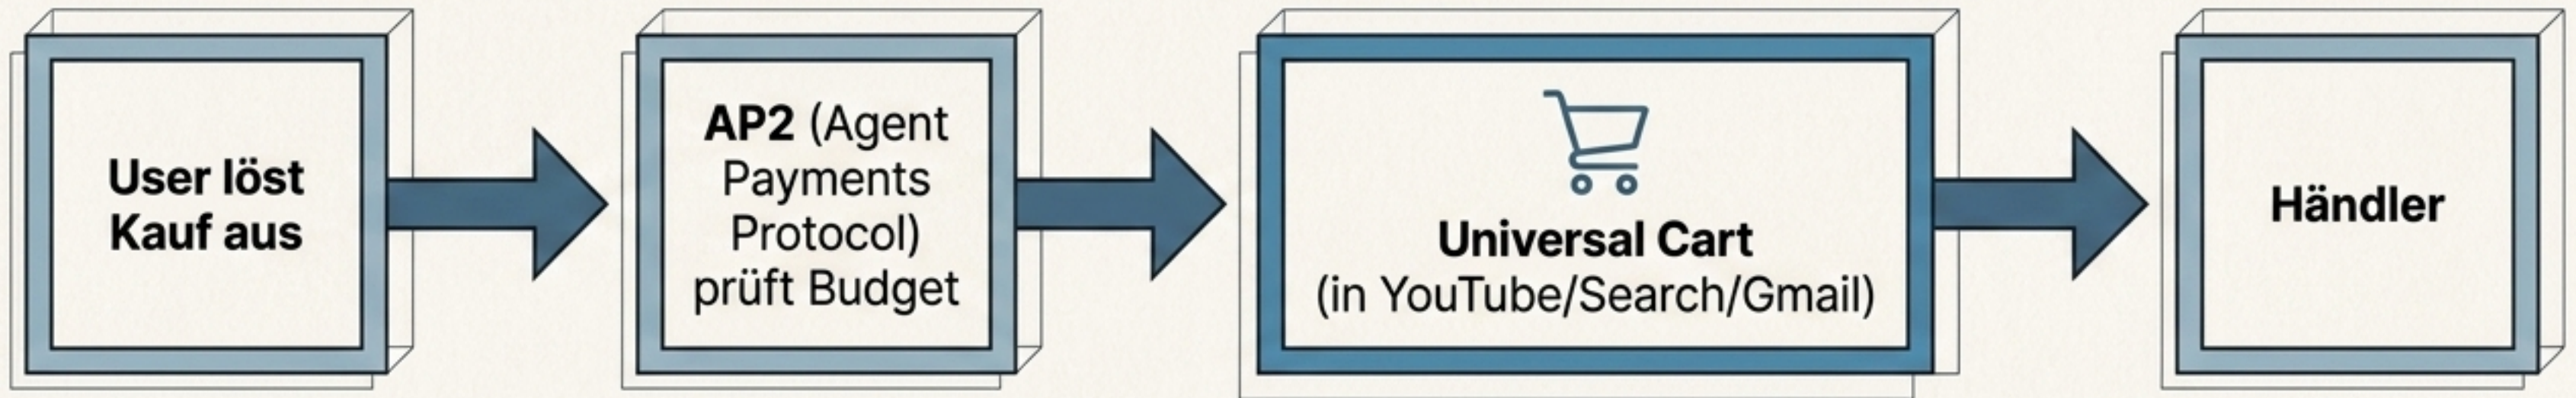 User löst
Kauf aus
AP2 (Agent
Payments
Protocol)
prüft Budget
Universal Cart
(in YouTube/Search/Gmail)
Händler